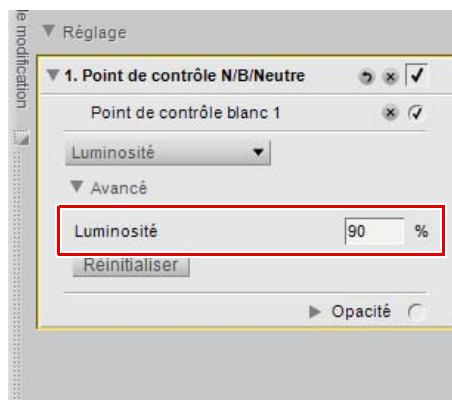 le modification
Réglage
1. Point de contrôle N/B/Neutre
Point de contrôle blanc 1
Luminosité
Avancé
Luminosité 90 %
Réinitialiser
Opacité